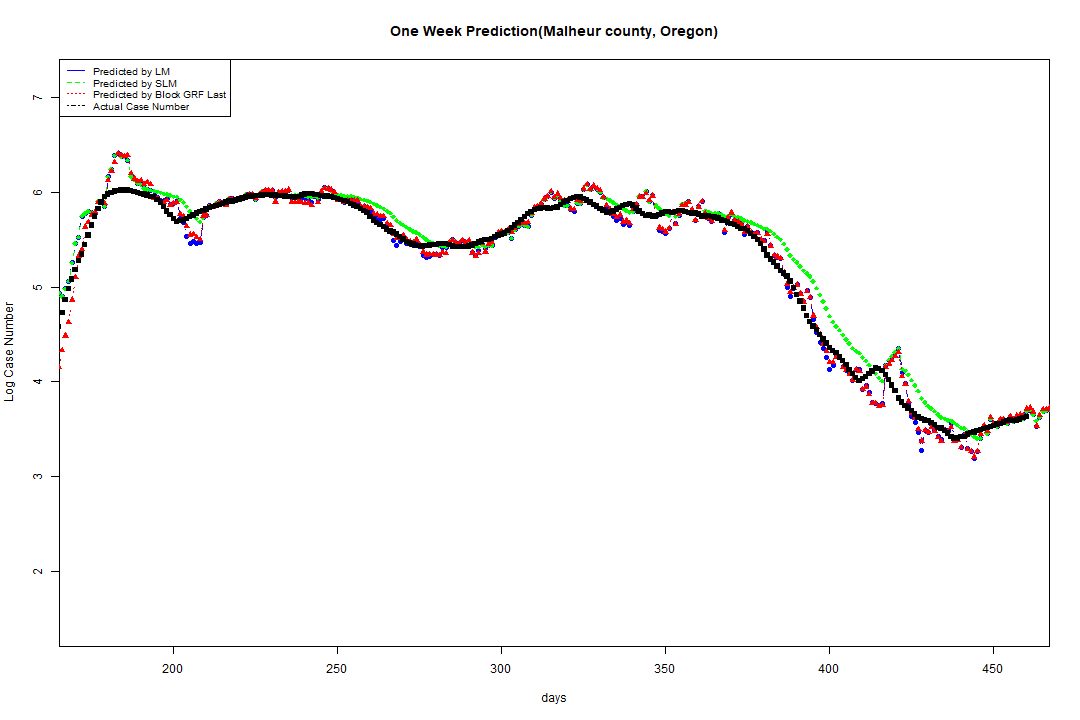 One Week Prediction(Malheur county, Oregon)
Predicted by LM
Predicted by SLM
Predicted by Block GRF Last
Actual Case Number
Log Case Number
7
6
5
4
3
2
200 250 300 350 400 450
days